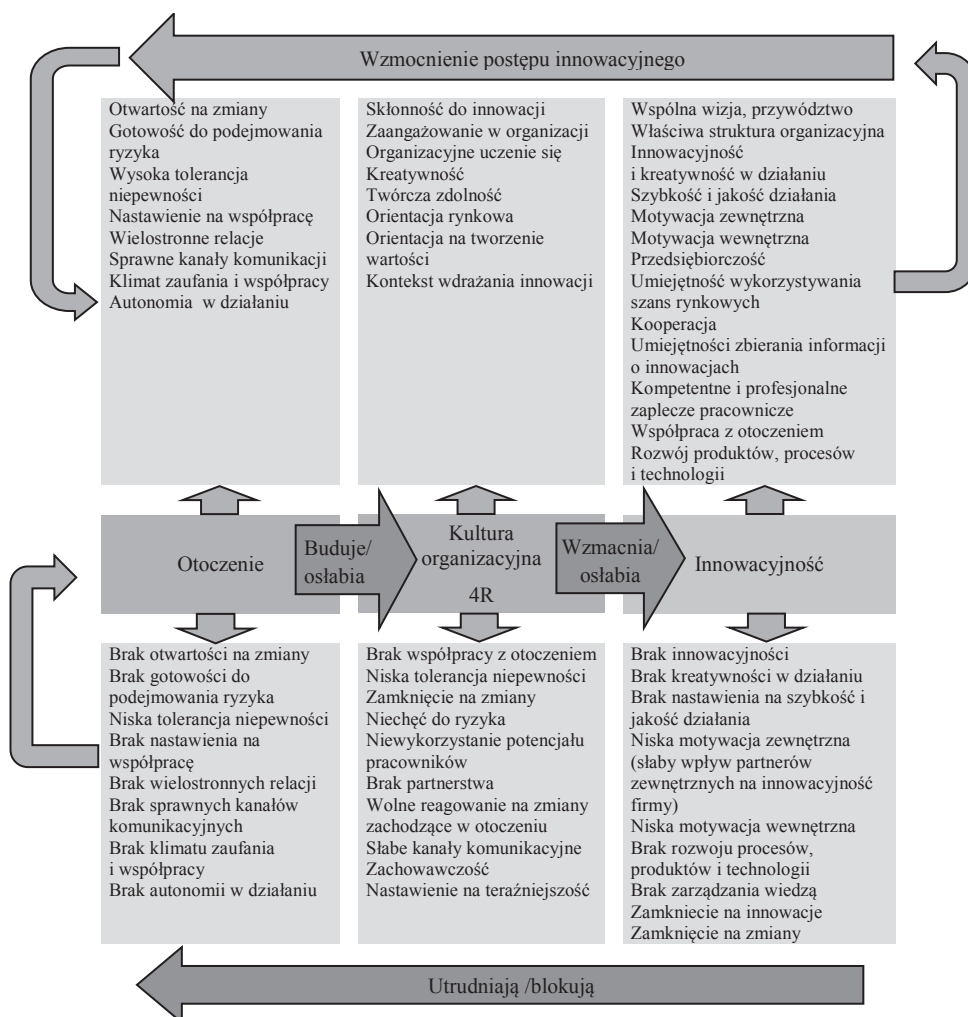 Wzmocnienie postępu innowacyjnego
Otwartość na zmiany
Gotowość do podejmowania
ryzyka
Wysoka tolerancja
niepewności
Nastawienie na współpracę
Wielostronne relacje
Sprawne kanały komunikacji
Klimat zaufania i współpracy
Autonomia w działaniu
Skłonność do innowacji
Zaangażowanie w organizacji
Organizacyjne uczenie się
Kreatywność
Twórcza zdolność
Orientacja rynkowa
Orientacja na tworzenie
wartości
Kontekst wdrażania innowacji
Wspólna wizja, przywództwo
Właściwa struktura organizacyjna
Innowacyjność
i kreatywność w działaniu
Szybkość i jakość działania
Motywacja zewnętrzna
Motywacja wewnętrzna
Przedsiębiorczość
Umiejętność wykorzystywania
szans rynkowych
Kooperacja
Umiejętności zbierania informacji
o innowacjach
Kompetentne i profesjonalne
zaplecze pracownicze
Współpraca z otoczeniem
Rozwój produktów, procesów
i technologii
Otoczenie
Buduje/
osłabia
Kultura
organizacyjna
4R
Wzmacnia/
osłabia
Innowacyjność
Brak otwartości na zmiany
Brak gotowości do
podejmowania ryzyka
Niska tolerancja niepewności
Brak nastawienia na
współpracę
Brak wielostronnych relacji
Brak sprawnych kanałów
komunikacyjnych
Brak klimatu zaufania
i współpracy
Brak autonomii w działaniu
Brak współpracy z otoczeniem
Niska tolerancja niepewności
Zamknięcie na zmiany
Niechęć do ryzyka
Niewykorzystanie potencjału
pracowników
Brak partnerstwa
Wolne reagowanie na zmiany
zachodzące w otoczeniu
Słabe kanały komunikacyjne
Zachowawczość
Nastawienie na teraźniejszość
Brak innowacyjności
Brak kreatywności w działaniu
Brak nastawienia na szybkość i
jakość działania
Niska motywacja zewnętrzna
(słaby wpływ partnerów
zewnętrznych na innowacyjność
firmy)
Niska motywacja wewnętrzna
Brak rozwoju procesów,
produktów i technologii
Brak zarządzania wiedzą
Zamkniecie na innowacje
Zamknięcie na zmiany
Utrudniają /blokują